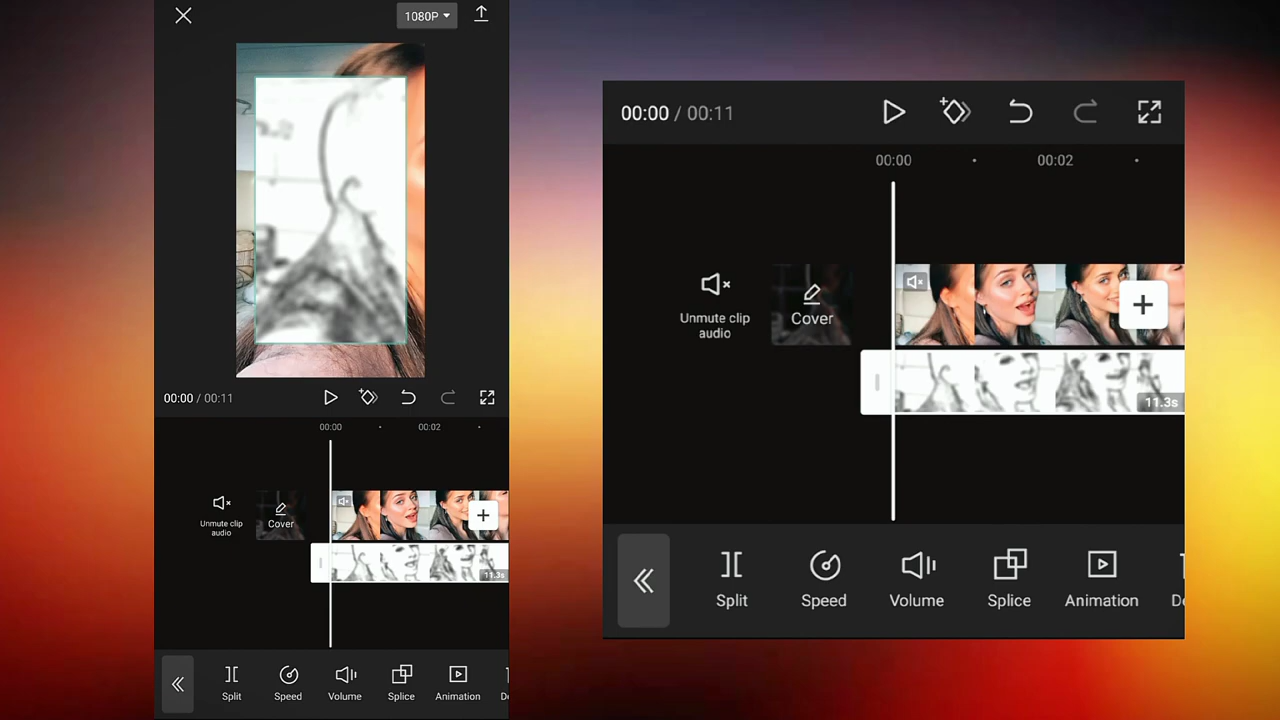 1080P
00:00 / 00:11
00:00
00:02
Unmute clip
audio
Cover
11.3s
Split
Speed
Volume
Splice
Animation
De
00:00 / 00:11
00:00
00:02
Unmute clip
audio
Cover
11.3s
Split
Speed
Volume
Splice
Animation